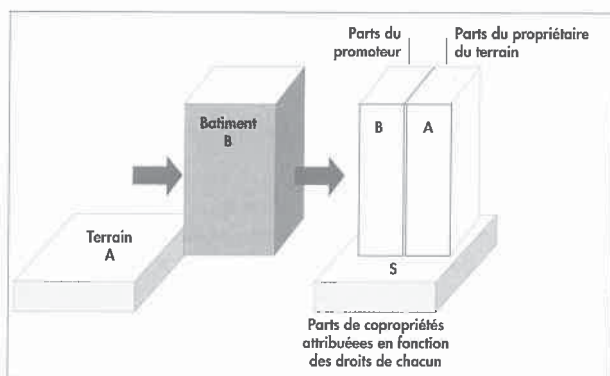 Parts du
promoteur
Parts du propriétaire
du terrain
Batiment
B
B
A
Terrain
A
S
Parts de copropriétés
attribuéees en fonction
des droits de chacun